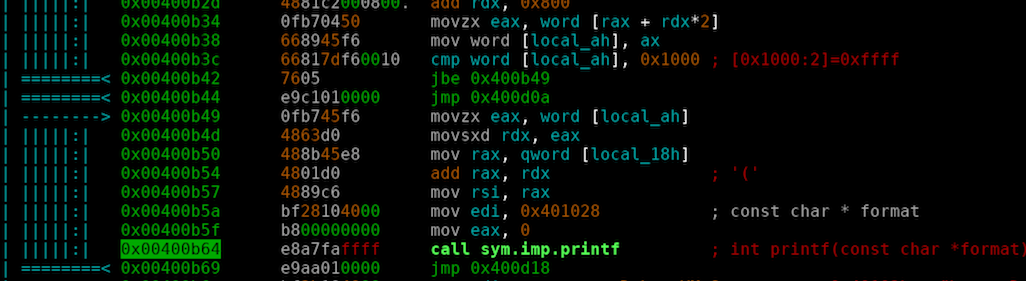 | |||||:| 0x00400b2d 4881c2000800. add rdx, 0x800
| |||||:| 0x00400b34 0fb70450 movzx eax, word [rax + rdx*2]
| |||||:| 0x00400b38 668945f6 mov word [local_ah], ax
| |||||:| 0x00400b3c 66817df60010 cmp word [local_ah], 0x1000 ; [0x1000:2]=0xffff
| ========< 0x00400b42 7605 jbe 0x400b49
| ========< 0x00400b44 e9c1010000 jmp 0x400d0a
| --------> 0x00400b49 0fb745f6 movzx eax, word [local_ah]
| |||||:| 0x00400b4d 4863d0 movsxd rdx, eax
| |||||:| 0x00400b50 488b45e8 mov rax, qword [local_18h]
| |||||:| 0x00400b54 4801d0 add rax, rdx ; '('
| |||||:| 0x00400b57 4889c6 mov rsi, rax
| |||||:| 0x00400b5a bf28104000 mov edi, 0x401028 ; const char * format
| |||||:| 0x00400b5f b800000000 mov eax, 0
| |||||:| 0x00400b64 e8a7faffff call sym.imp.printf ; int printf(const char *format)
| ========< 0x00400b69 e9aa010000 jmp 0x400d18